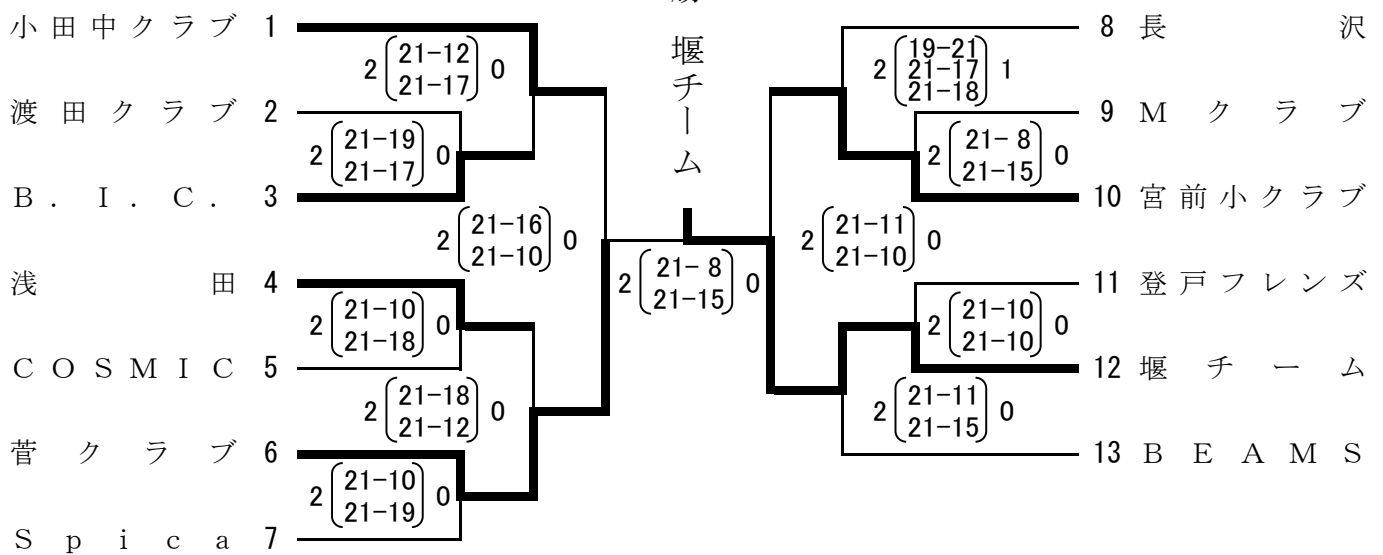 堰チーム
小田中クラブ 1
2 21-12 0
21-17
渡田クラブ 2
2 21-19 0
21-17
B.I.C. 3
2 21-16 0
21-10
浅田 4
2 21-10 0
21-18
COSMIC 5
2 21-18 0
21-12
菅クラブ 6
2 21-10 0
21-19
Spica 7
2 21- 8 0
21-15
8 長沢
2 19-21 1
21-17
21-18
9 Mクラブ
2 21- 8 0
21-15
10 宮前小クラブ
2 21-11 0
21-10
11 登戸フレンズ
2 21-10 0
21-10
12 堰チーム
2 21-11 0
21-15
13 BEAMS